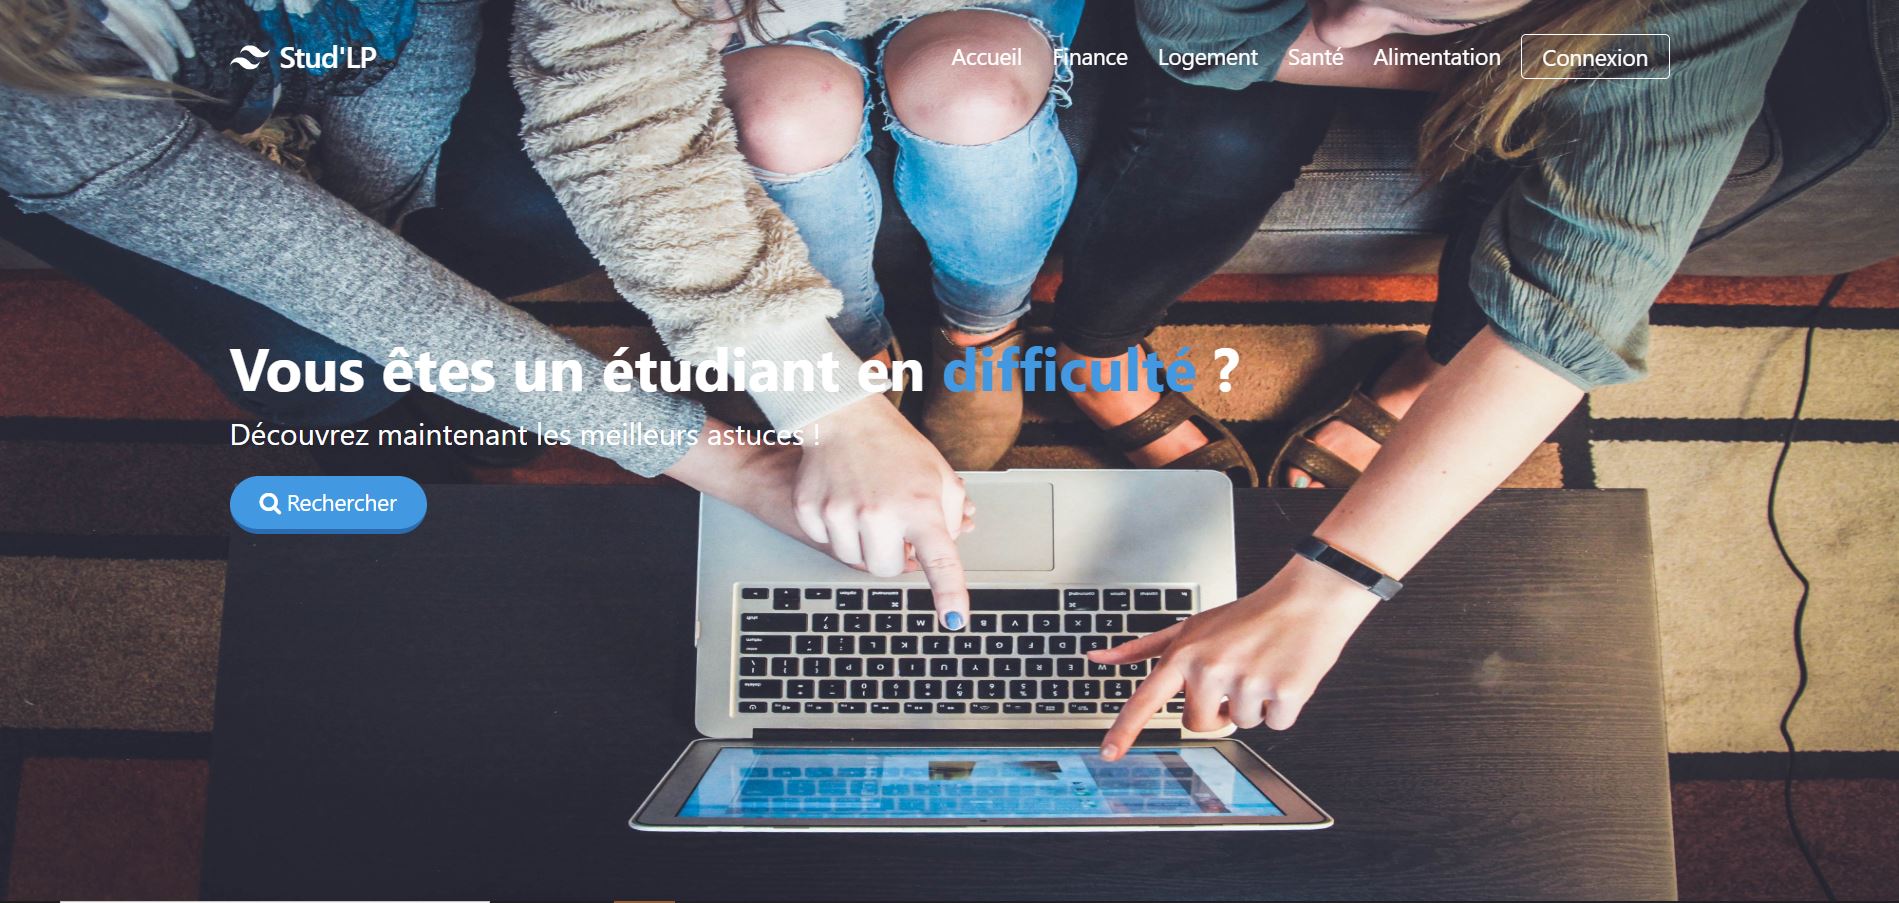 Stud'LP
Accueil Finance Logement Santé Alimentation Connexion
Vous êtes un étudiant en difficulté ?
Découvrez maintenant les meilleurs astuces !
Rechercher